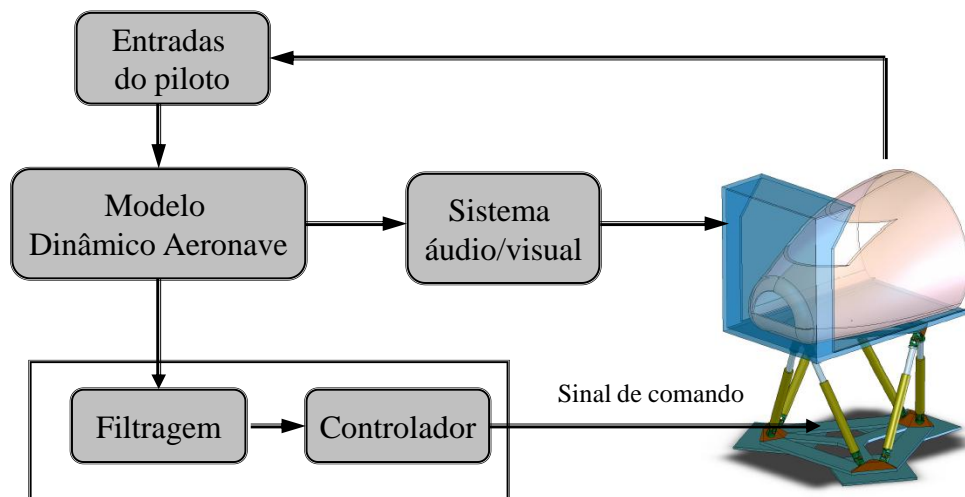 Entradas
do piloto
Modelo
Dinâmico Aeronave
Sistema
áudio/visual
Filtragem
Controlador
Sinal de comando